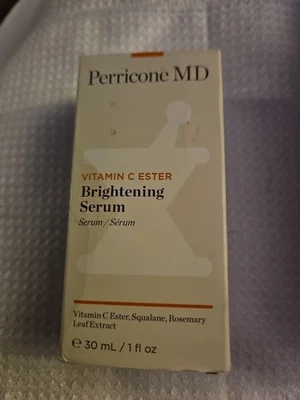 Perricone MD
VITAMIN C ESTER
Brightening
Serum
Serum / Sérum
Vitamin C Ester, Squalane, Rosemary
Leaf Extract
℮ 30 mL / 1 fl oz